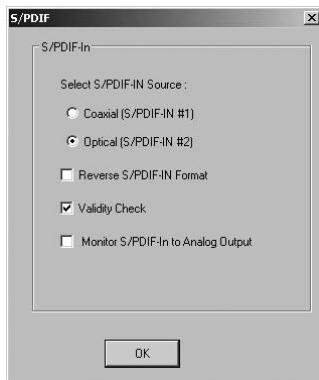 S/PDIF
S/PDIF-In
Select S/PDIF-IN Source :
Coaxial (S/PDIF-IN #1)
Optical (S/PDIF-IN #2)
Reverse S/PDIF-IN Format
Validity Check
Monitor S/PDIF-In to Analog Output
OK